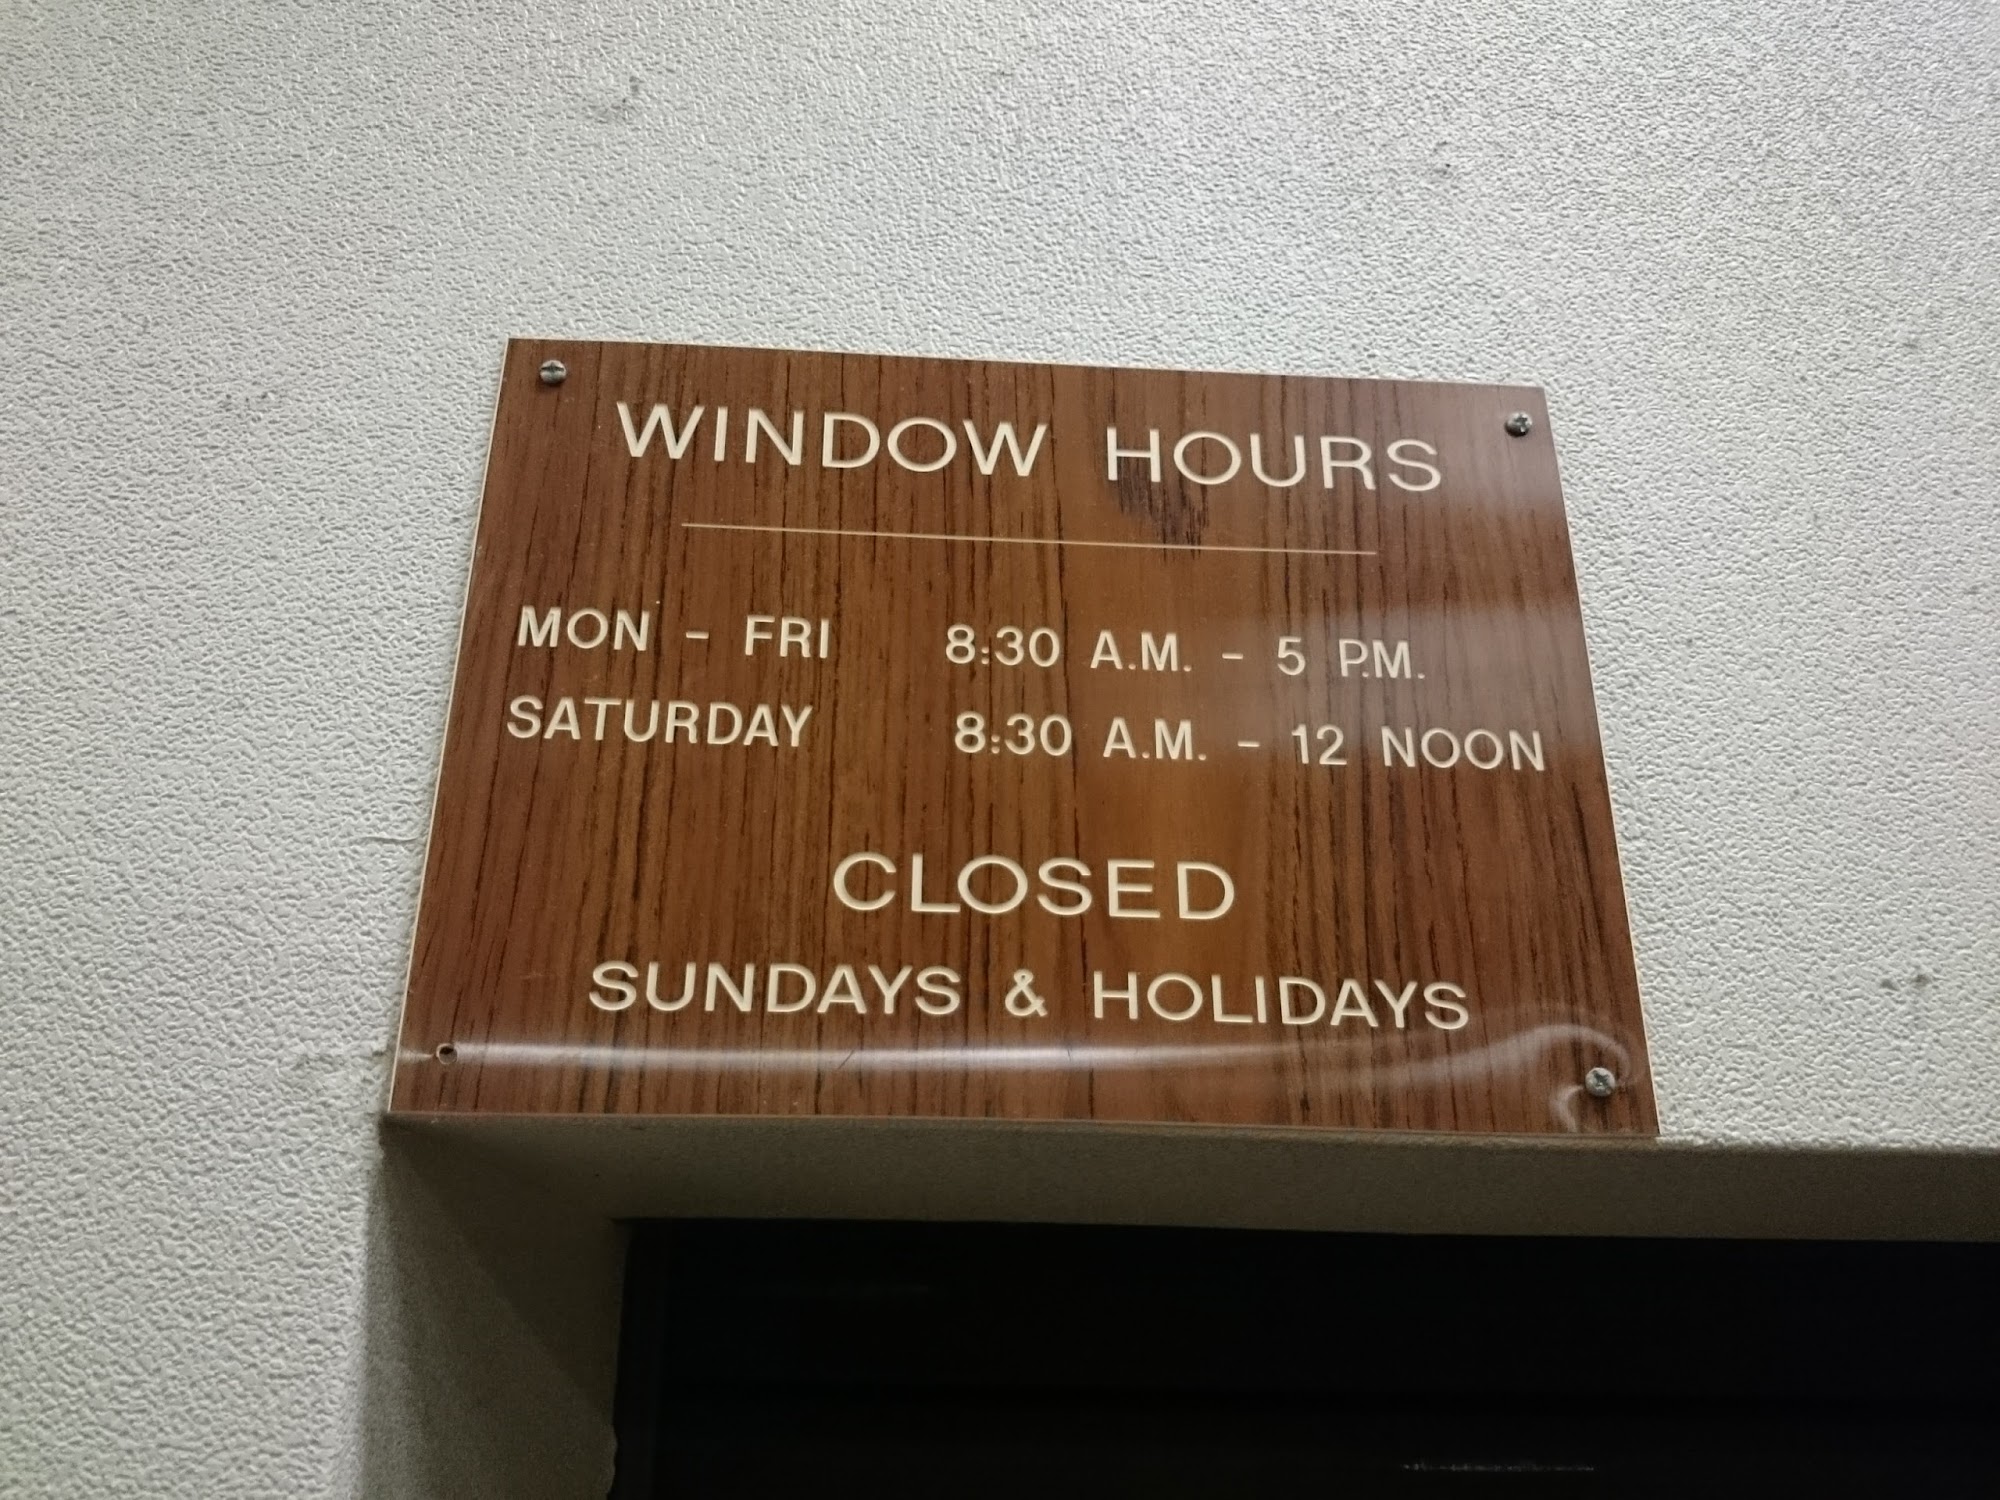 WINDOW HOURS
MON - FRI 8:30 A.M. - 5 P.M.
SATURDAY 8:30 A.M. - 12 NOON
CLOSED
SUNDAYS & HOLIDAYS